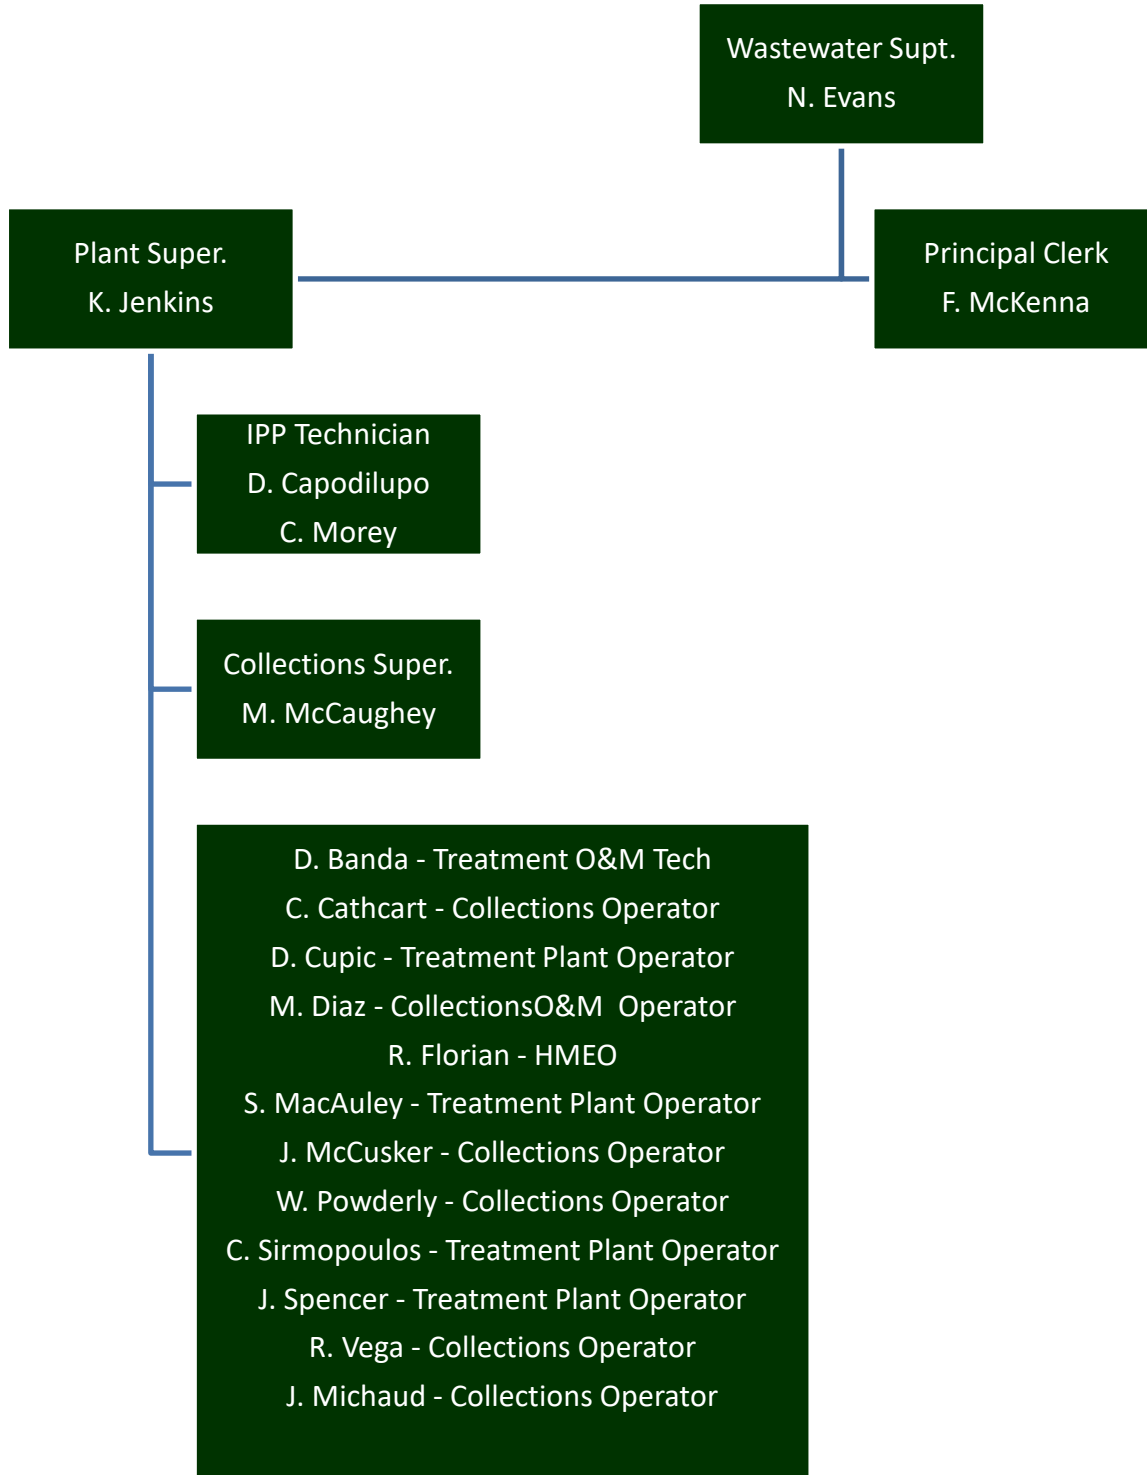 Wastewater Supt.
N. Evans
Plant Super.
K. Jenkins
Principal Clerk
F. McKenna
IPP Technician
D. Capodilupo
C. Morey
Collections Super.
M. McCaughey
D. Banda - Treatment O&M Tech
C. Cathcart - Collections Operator
D. Cupic - Treatment Plant Operator
M. Diaz - CollectionsO&M  Operator
R. Florian - HMEO
S. MacAuley - Treatment Plant Operator
J. McCusker - Collections Operator
W. Powderly - Collections Operator
C. Sirmopoulos - Treatment Plant Operator
J. Spencer - Treatment Plant Operator
R. Vega - Collections Operator
J. Michaud - Collections Operator